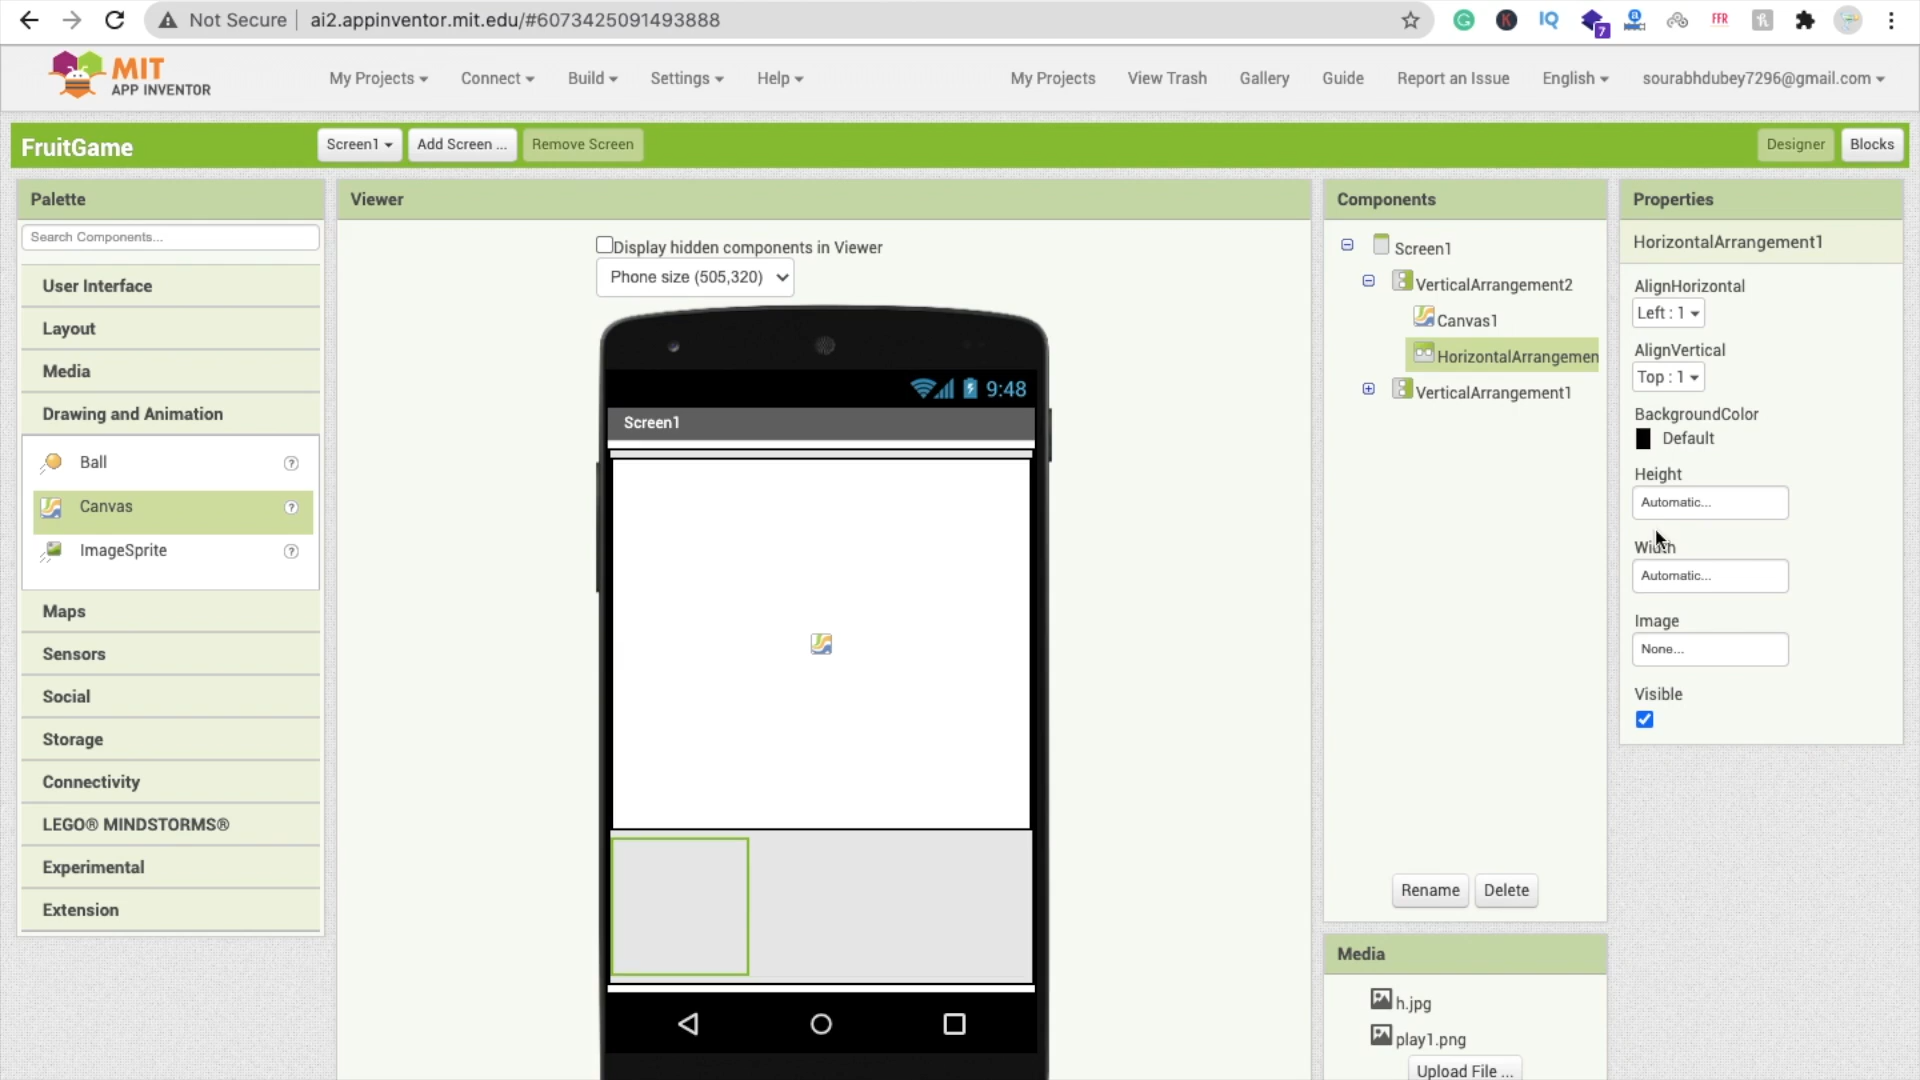 Not Secure
ai2.appinventor.mit.edu/#6073425091493888
K
IQ
7
a
FFR
MIT
APP INVENTOR
My Projects
Connect
Build
Settings
Help
My Projects
View Trash
Gallery
Guide
Report an Issue
English
sourabhdubey7296@gmail.com
FruitGame
Screen1
Add Screen ...
Remove Screen
Designer
Blocks
Palette
Search Components...
User Interface
Layout
Media
Drawing and Animation
Ball
?
Canvas
?
ImageSprite
?
Maps
Sensors
Social
Storage
Connectivity
LEGO® MINDSTORMS®
Experimental
Extension
Viewer
Display hidden components in Viewer
Phone size (505,320)
9:48
Screen1
Components
Screen1
VerticalArrangement2
Canvas1
HorizontalArrangemen
VerticalArrangement1
Rename
Delete
Media
h.jpg
play1.png
Upload File ...
Properties
HorizontalArrangement1
AlignHorizontal
Left : 1
AlignVertical
Top : 1
BackgroundColor
Default
Height
Automatic...
Width
Automatic...
Image
None...
Visible